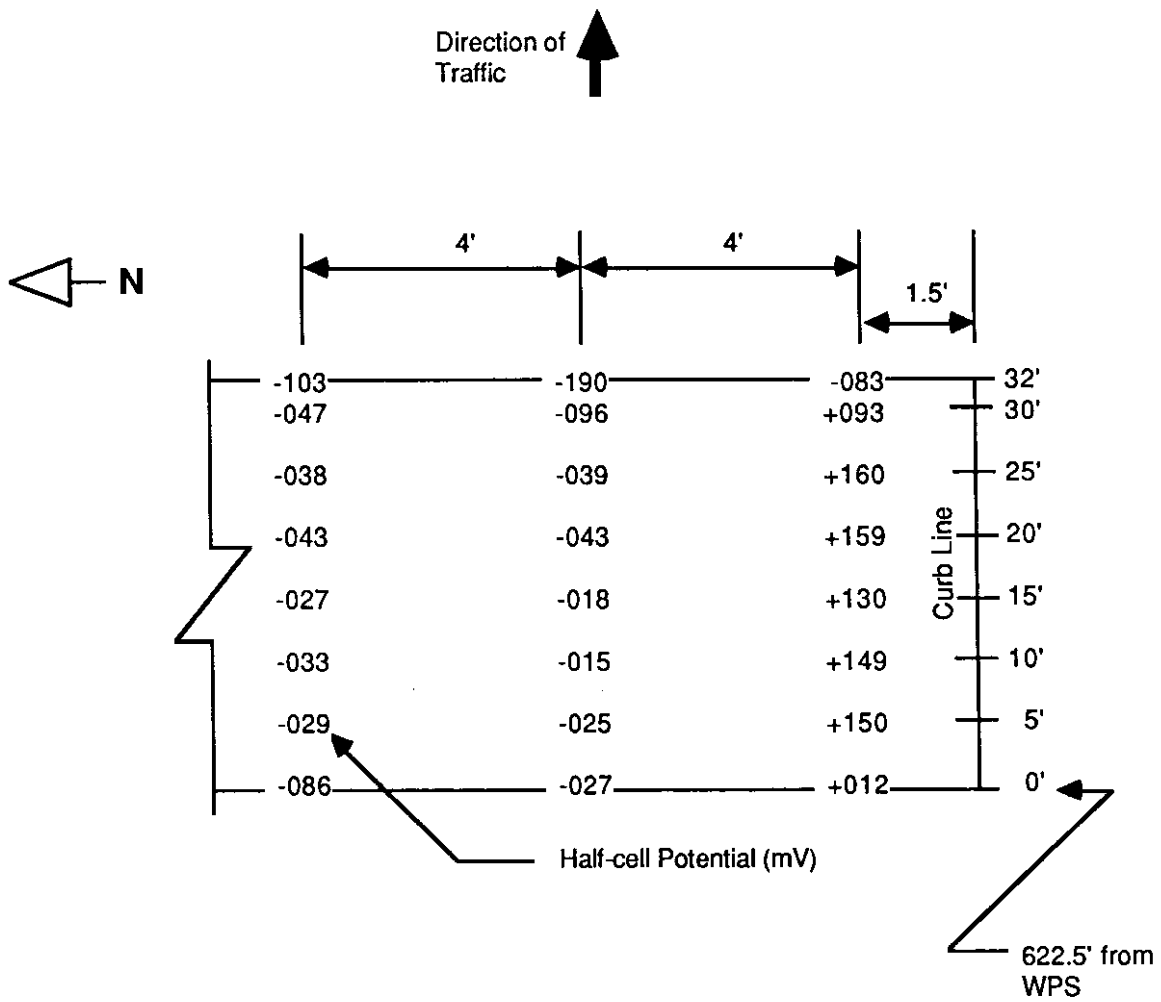 Direction of
Traffic
4'
4'
N
1.5'
-103 -190 -083 32'
-047 -096 +093 30'
-038 -039 +160 25'
-043 -043 +159 20'
Curb Line
-027 -018 +130 15'
-033 -015 +149 10'
-029 -025 +150 5'
-086 -027 +012 0'
Half-cell Potential (mV)
622.5' from
WPS